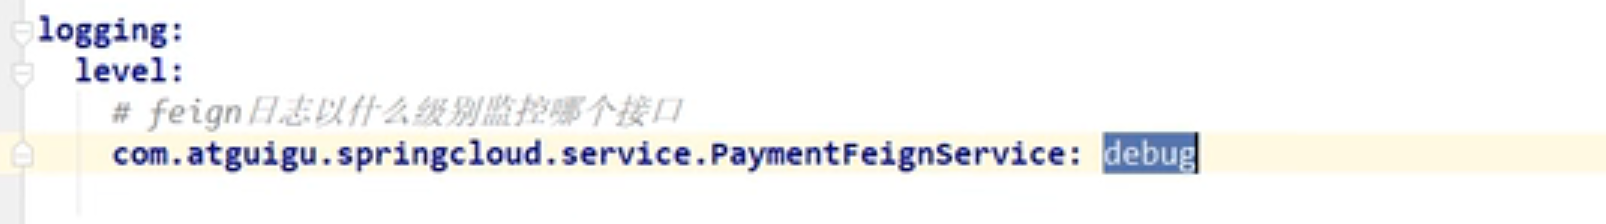 logging:
level:
# feign日志以什么级别监控哪个接口
com.atguigu.springcloud.service.PaymentFeignService: debug